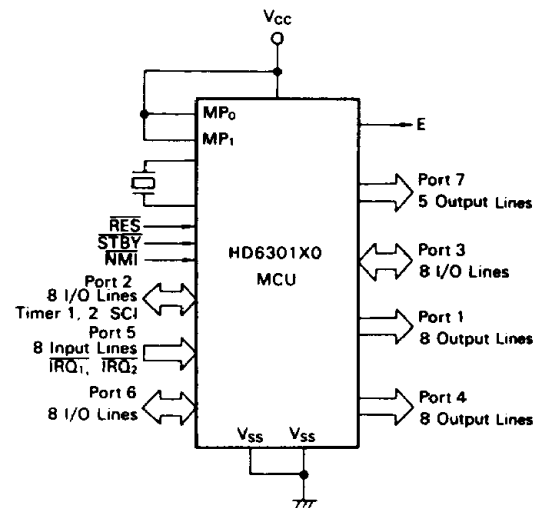 VCC
MP0
MP1
E
RES
STBY
NMI
Port 2
8 I/O Lines
Timer 1, 2 SCI
Port 5
8 Input Lines
IRQ1, IRQ2
Port 6
8 I/O Lines
HD6301X0
MCU
Port 7
5 Output Lines
Port 3
8 I/O Lines
Port 1
8 Output Lines
Port 4
8 Output Lines
VSS VSS